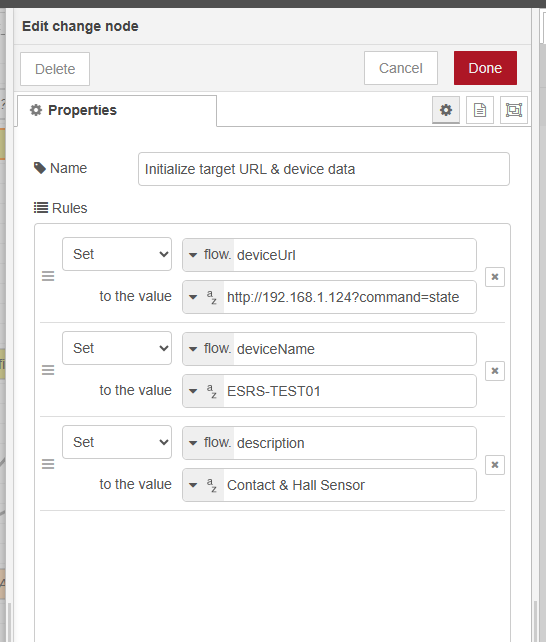 Edit change node
Delete
Cancel
Done
Properties
Name
Initialize target URL & device data
Rules
Set
flow. deviceUrl
to the value
az http://192.168.1.124?command=state
Set
flow. deviceName
to the value
az ESRS-TEST01
Set
flow. description
to the value
az Contact & Hall Sensor